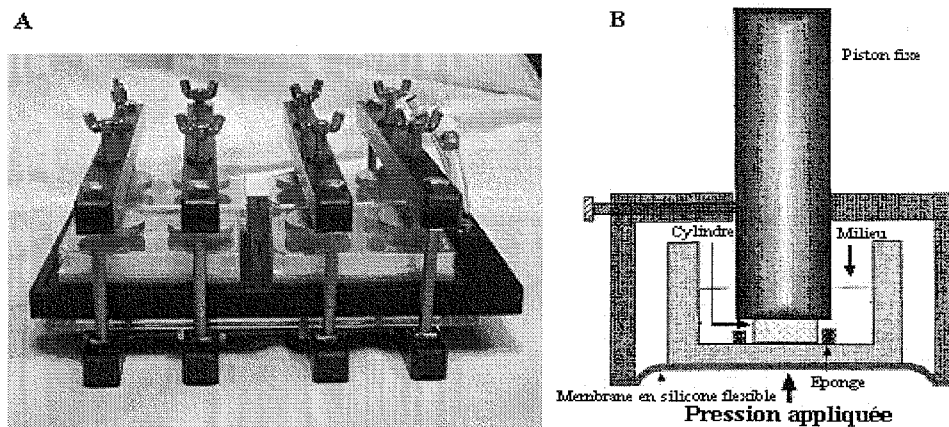 A
B
Piston fixe
Cylindre
Milieu
Eponge
Membrane en silicone flexible
Pression appliquée